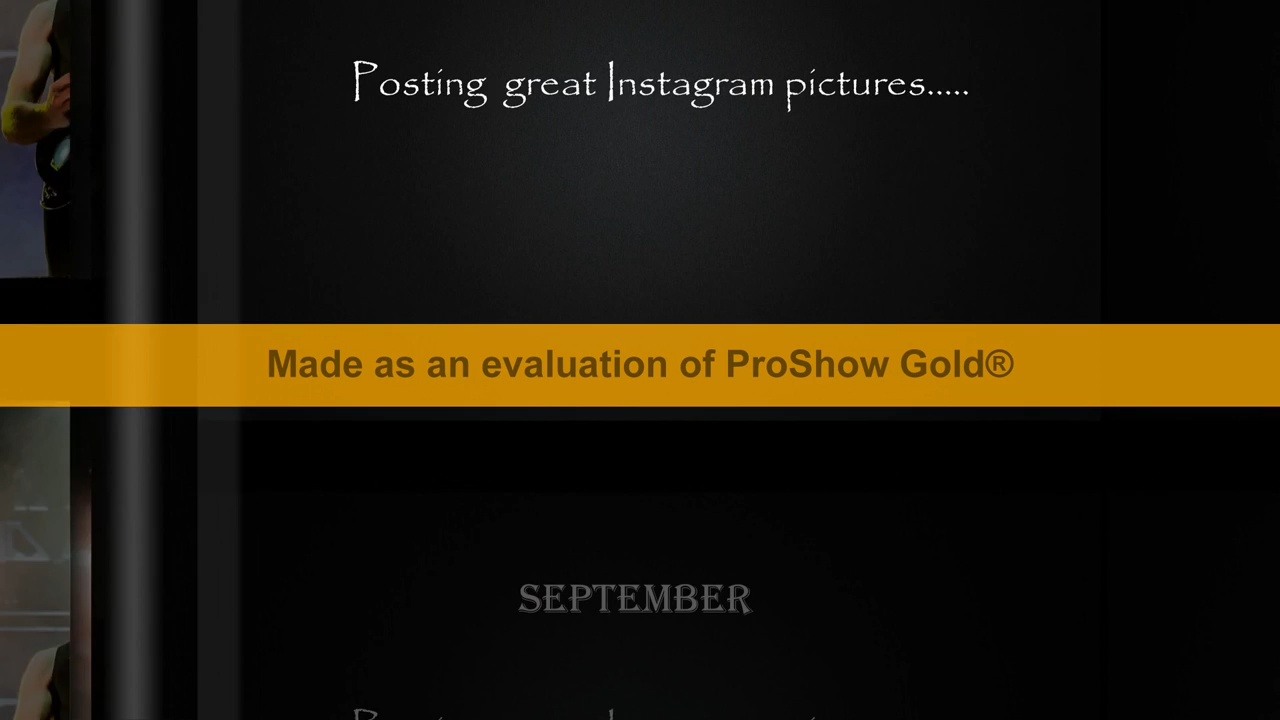 Posting great Instagram pictures.....
Made as an evaluation of ProShow Gold®
SEPTEMBER